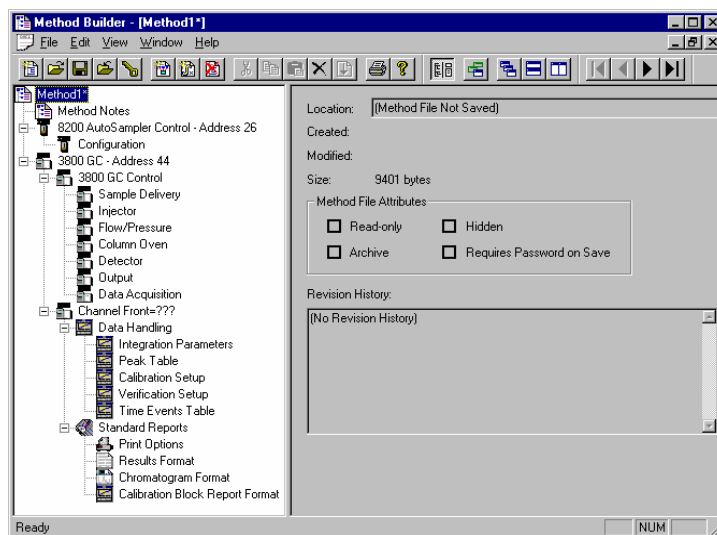 Method Builder - [Method1*]
File Edit View Window Help
Method1*
Method Notes
8200 AutoSampler Control - Address 26
Configuration
3800 GC - Address 44
3800 GC Control
Sample Delivery
Injector
Flow/Pressure
Column Oven
Detector
Output
Data Acquisition
Channel Front=???
Data Handling
Integration Parameters
Peak Table
Calibration Setup
Verification Setup
Time Events Table
Standard Reports
Print Options
Results Format
Chromatogram Format
Calibration Block Report Format
Location: (Method File Not Saved)
Created:
Modified:
Size: 9401 bytes
Method File Attributes
Read-only Hidden
Archive Requires Password on Save
Revision History:
(No Revision History)
Ready NUM